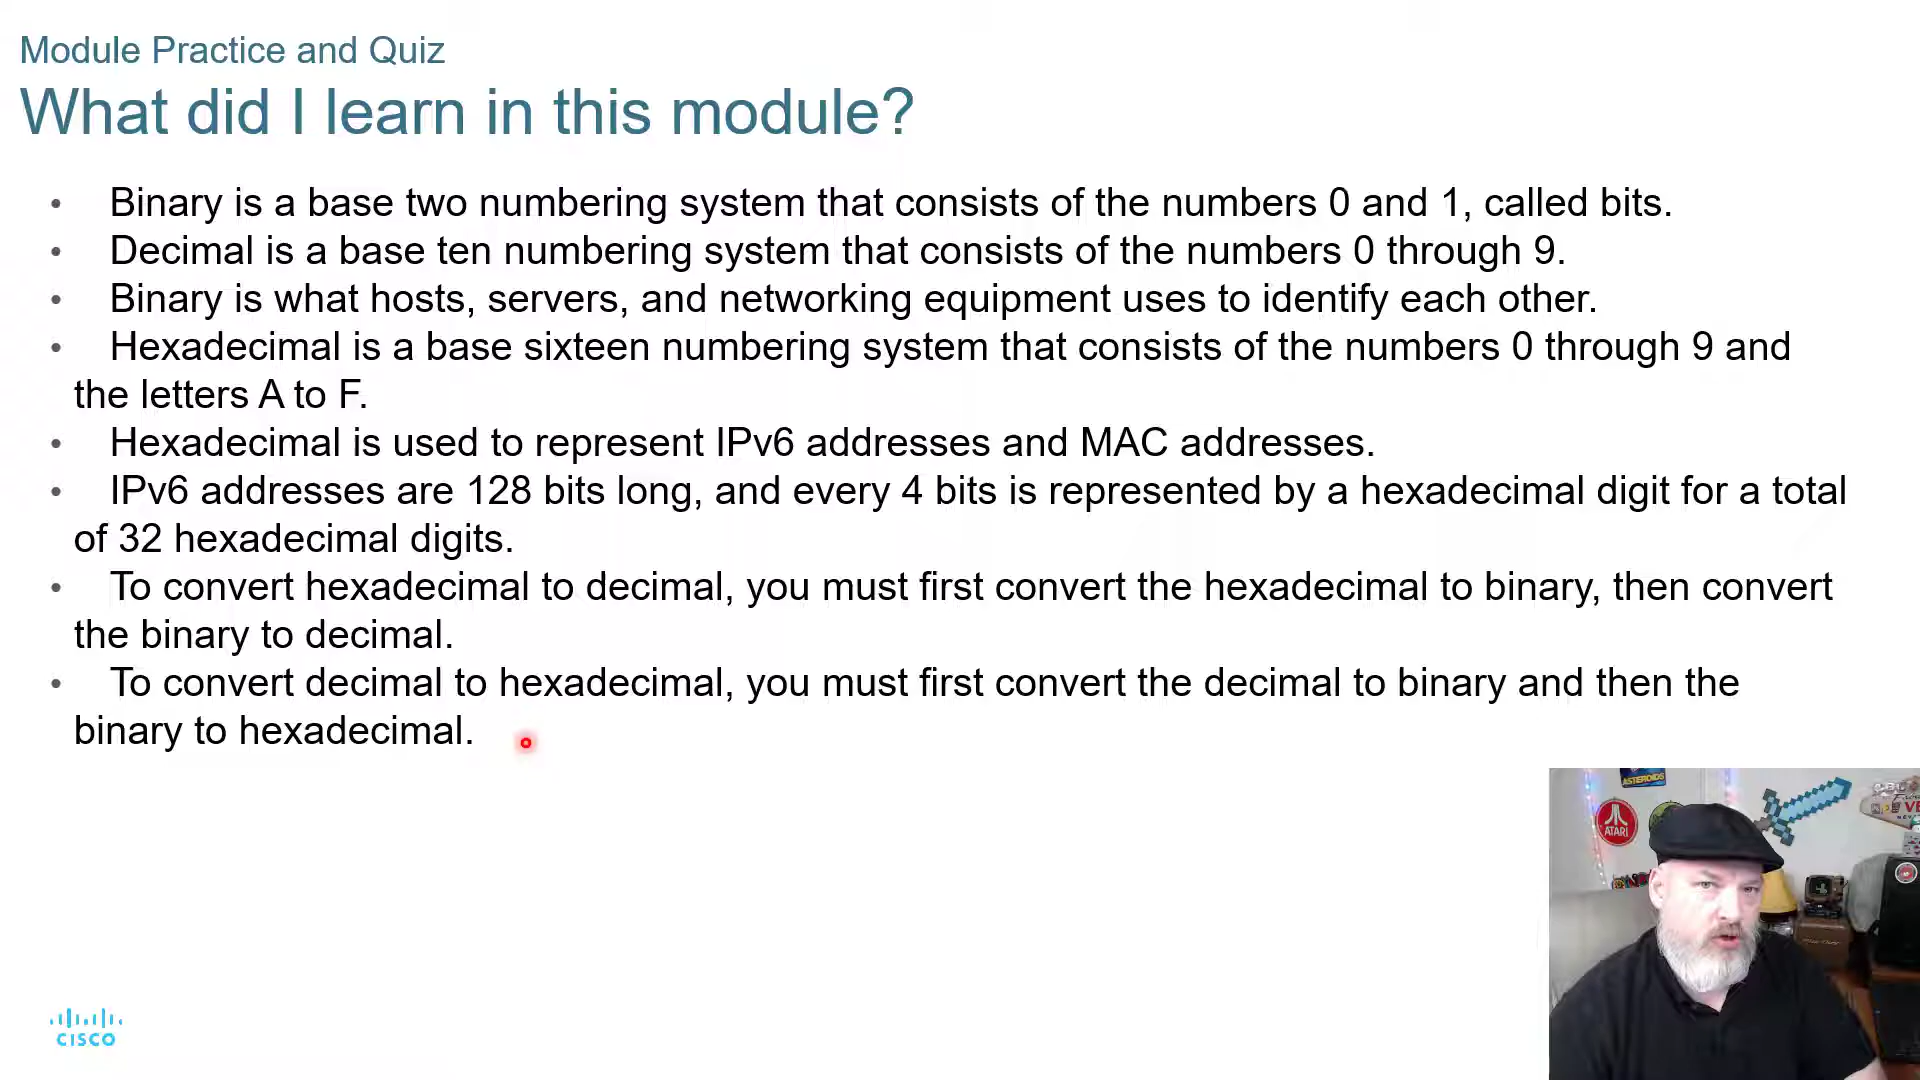 Module Practice and Quiz
What did I learn in this module?
• Binary is a base two numbering system that consists of the numbers 0 and 1, called bits.
• Decimal is a base ten numbering system that consists of the numbers 0 through 9.
• Binary is what hosts, servers, and networking equipment uses to identify each other.
• Hexadecimal is a base sixteen numbering system that consists of the numbers 0 through 9 and
the letters A to F.
• Hexadecimal is used to represent IPv6 addresses and MAC addresses.
• IPv6 addresses are 128 bits long, and every 4 bits is represented by a hexadecimal digit for a total
of 32 hexadecimal digits.
• To convert hexadecimal to decimal, you must first convert the hexadecimal to binary, then convert
the binary to decimal.
• To convert decimal to hexadecimal, you must first convert the decimal to binary and then the
binary to hexadecimal.
ASTEROIDS
ATARI
CISCO